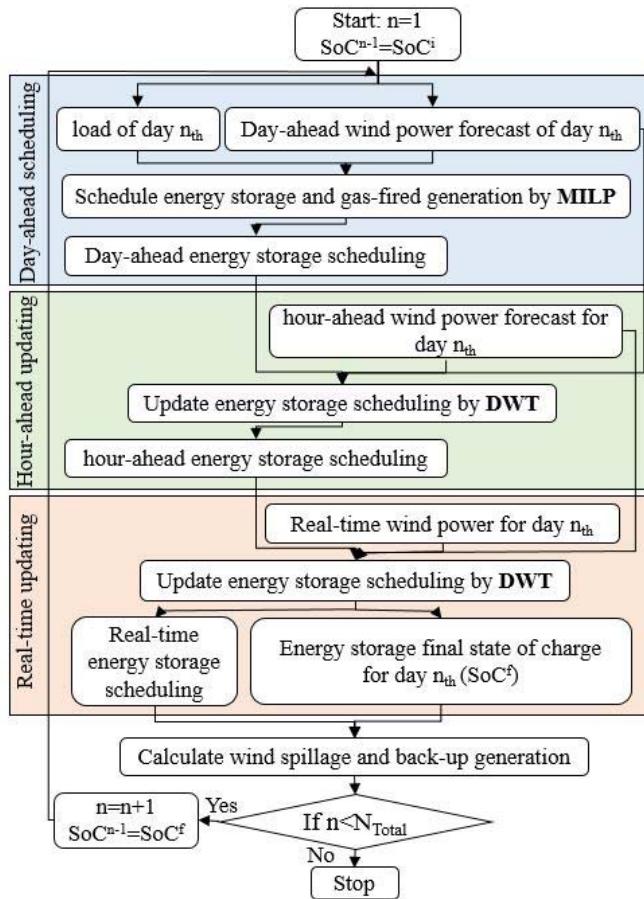 Start: n=1
SoCⁿ⁻¹=SoCⁱ
Day-ahead scheduling
load of day nth
Day-ahead wind power forecast of day nth
Schedule energy storage and gas-fired generation by MILP
Day-ahead energy storage scheduling
Hour-ahead updating
hour-ahead wind power forecast for
day nth
Update energy storage scheduling by DWT
hour-ahead energy storage scheduling
Real-time updating
Real-time wind power for day nth
Update energy storage scheduling by DWT
Real-time
energy storage
scheduling
Energy storage final state of charge
for day nth (SoCᶠ)
Calculate wind spillage and back-up generation
n=n+1
SoCⁿ⁻¹=SoCᶠ
Yes
If n<NTotal
No
Stop